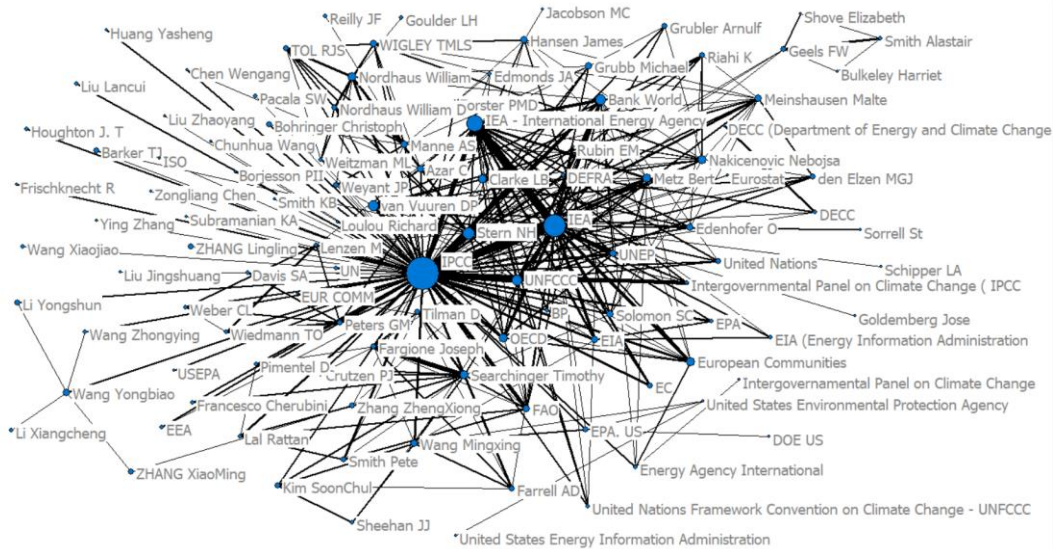 Reilly JF
Goulder LH
Jacobson MC
Grubler Arnulf
Shove Elizabeth
Huang Yasheng
TOL RJS
WIGLEY TMLS
Hansen James
Smith Alastair
Geels FW
Grubb Michael
Riahi K
Chen Wengang
Nordhaus William
Edmonds JA
Bulkeley Harriet
Liu Lancui
Pacala SW
Nordhaus William D
Dorster PMD
Bank World
Meinshausen Malte
Liu Zhaoyang
Bohringer Christoph
IEA - International Energy Agency
DECC (Department of Energy and Climate Change
Houghton J. T
Chunhua Wang
Manne AS
Rubin EM
Barker TJ
ISO
Weitzman ML
Azar C
Nakicenovic Nebojsa
Borjesson PII
Clarke LB
DEFRA
Metz Bert
Eurostat
den Elzen MGJ
Frischknecht R
Zongliang Chen
Smith KB
Weyant JP
van Vuuren DP
Ying Zhang
Subramanian KA
Loulou Richard
Stern NH
IEA
Edenhofer O
DECC
Sorrell St
Wang Xiaojiao
ZHANG Lingling
Lenzen M
IPCC
UNEP
United Nations
Schipper LA
Liu Jingshuang
Davis SA
UN
UNFCCC
Intergovernmental Panel on Climate Change ( IPCC
Li Yongshun
EUR COMM
Weber CL
Tilman D
BP
Solomon SC
Goldemberg Jose
Wang Zhongying
Wiedmann TO
Peters GM
OECD
EIA
EPA
EIA (Energy Information Administration
Fargione Joseph
European Communities
USEPA
Pimentel D
Crutzen PJ
Searchinger Timothy
EC
Intergovernamental Panel on Climate Change
Wang Yongbiao
Francesco Cherubini
Zhang ZhengXiong
FAO
United States Environmental Protection Agency
Li Xiangcheng
EEA
Lal Rattan
Wang Mingxing
EPA. US
DOE US
ZHANG XiaoMing
Smith Pete
Energy Agency International
Kim SoonChul
Farrell AD
United Nations Framework Convention on Climate Change - UNFCCC
Sheehan JJ
United States Energy Information Administration